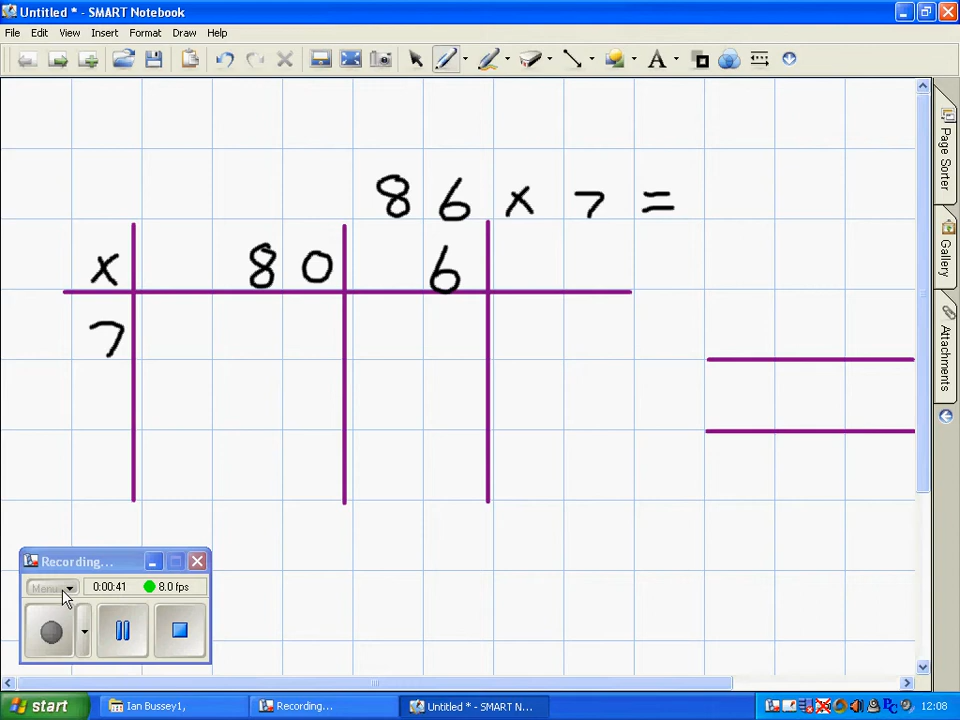 Untitled * - SMART Notebook
File Edit View Insert Format Draw Help
A
86 x 7 =
x 80 6
7
Page Sorter
Gallery
Attachments
Recording...
Menu 0:00:41 8.0 fps
start Ian Bussey1, Recording... Untitled * - SMART N... 12:08